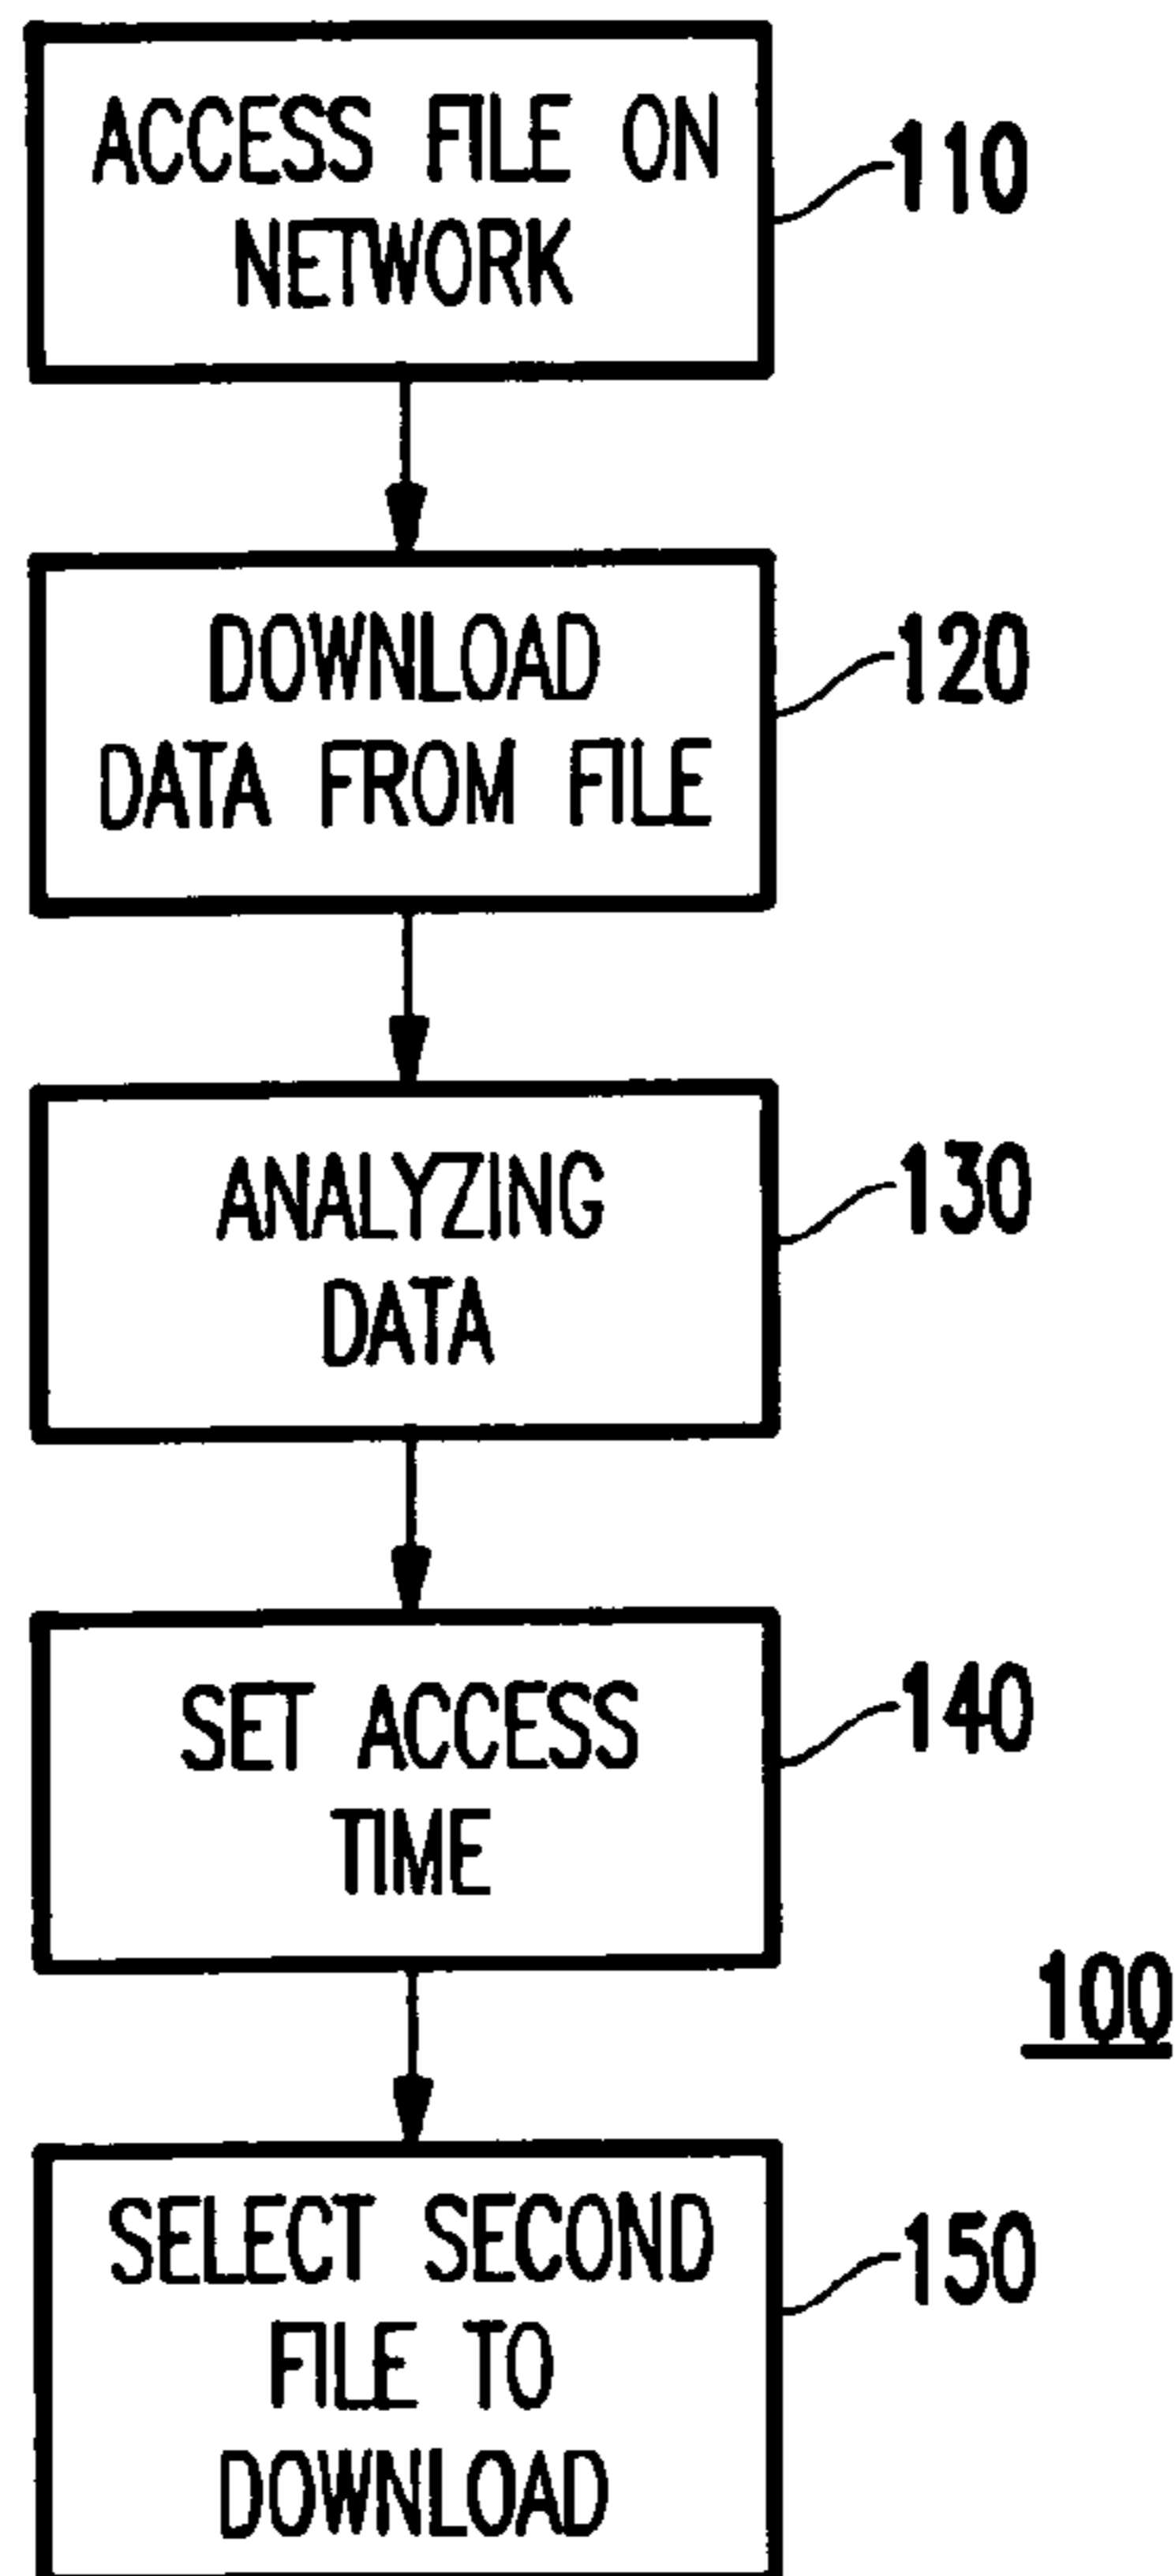 ACCESS FILE ON
NETWORK
110
DOWNLOAD
DATA FROM FILE
120
ANALYZING
DATA
130
SET ACCESS
TIME
140
100
SELECT SECOND
FILE TO
DOWNLOAD
150